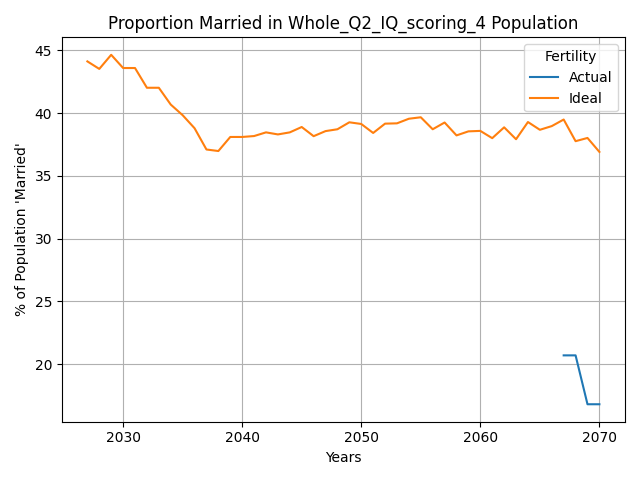 Proportion Married in Whole_Q2_IQ_scoring_4 Population
% of Population 'Married'
45
40
35
30
25
20
Fertility
Actual
Ideal
2030 2040 2050 2060 2070
Years